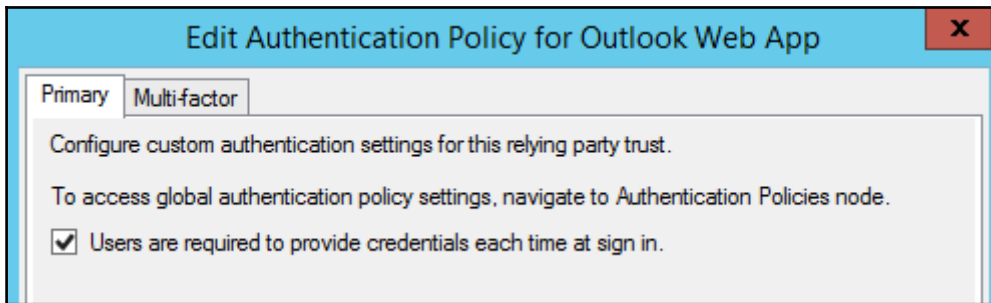 Edit Authentication Policy for Outlook Web App
x
Primary
Multi-factor
Configure custom authentication settings for this relying party trust.
To access global authentication policy settings, navigate to Authentication Policies node.
Users are required to provide credentials each time at sign in.